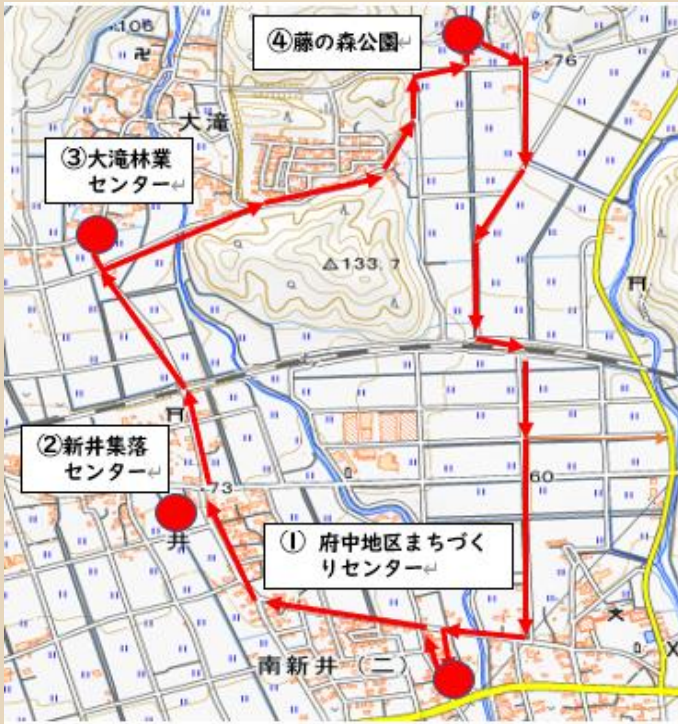 106
④藤の森公園↵
76
大滝
③大滝林業
センター↵
133.7
②新井集落
センター↵
73
60
井
① 府中地区まちづく
りセンター↵
南新井(二)